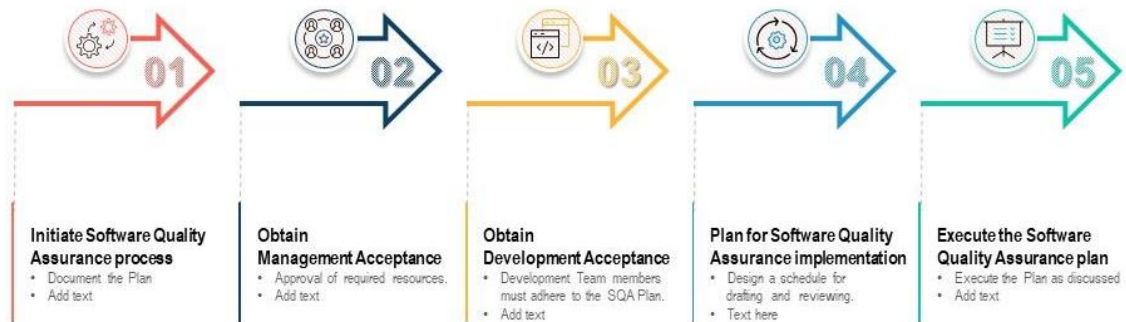 01
02
03
04
05
Initiate Software Quality
Assurance process
• Document the Plan
• Add text
Obtain
Management Acceptance
• Approval of required resources.
• Add text
Obtain
Development Acceptance
• Development Team members
must adhere to the SQA Plan.
• Add text
Plan for Software Quality
Assurance implementation
• Design a schedule for
drafting and reviewing.
• Text here
Execute the Software
Quality Assurance plan
• Execute the Plan as discussed
• Add text